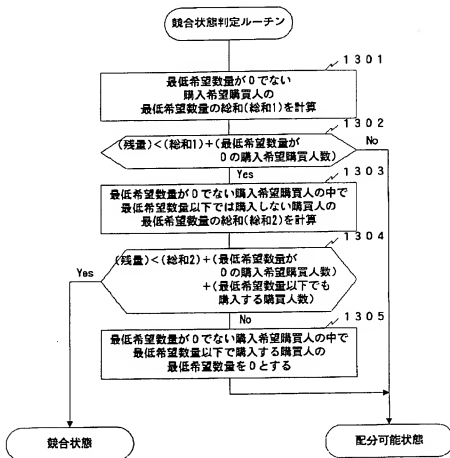 競合状態判定ルーチン
1301
最低希望数量が0でない
購入希望購買人の
最低希望数量の総和(総和1)を計算
1302
(残量)<(総和1)+(最低希望数量が
0の購入希望購買人数)
No
Yes
1303
最低希望数量が0でない購入希望購買人の中で
最低希望数量以下では購入しない購買人の
最低希望数量の総和(総和2)を計算
1304
(残量)<(総和2)+(最低希望数量が
0の購入希望購買人数)
+(最低希望数量以下でも
購入する購買人数)
Yes
No
1305
最低希望数量が0でない購入希望購買人の中で
最低希望数量以下で購入する購買人の
最低希望数量を0とする
競合状態
配分可能状態